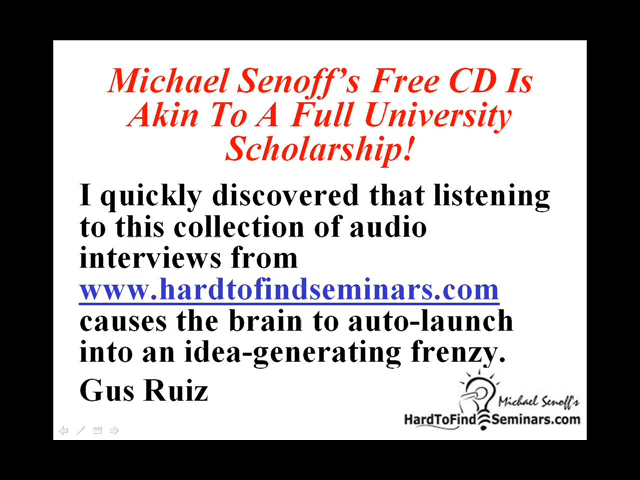 Michael Senoff’s Free CD Is
Akin To A Full University
Scholarship!
I quickly discovered that listening
to this collection of audio
interviews from
www.hardtofindseminars.com
causes the brain to auto-launch
into an idea-generating frenzy.
Gus Ruiz
Michael Senoff's
HardToFindSeminars.com